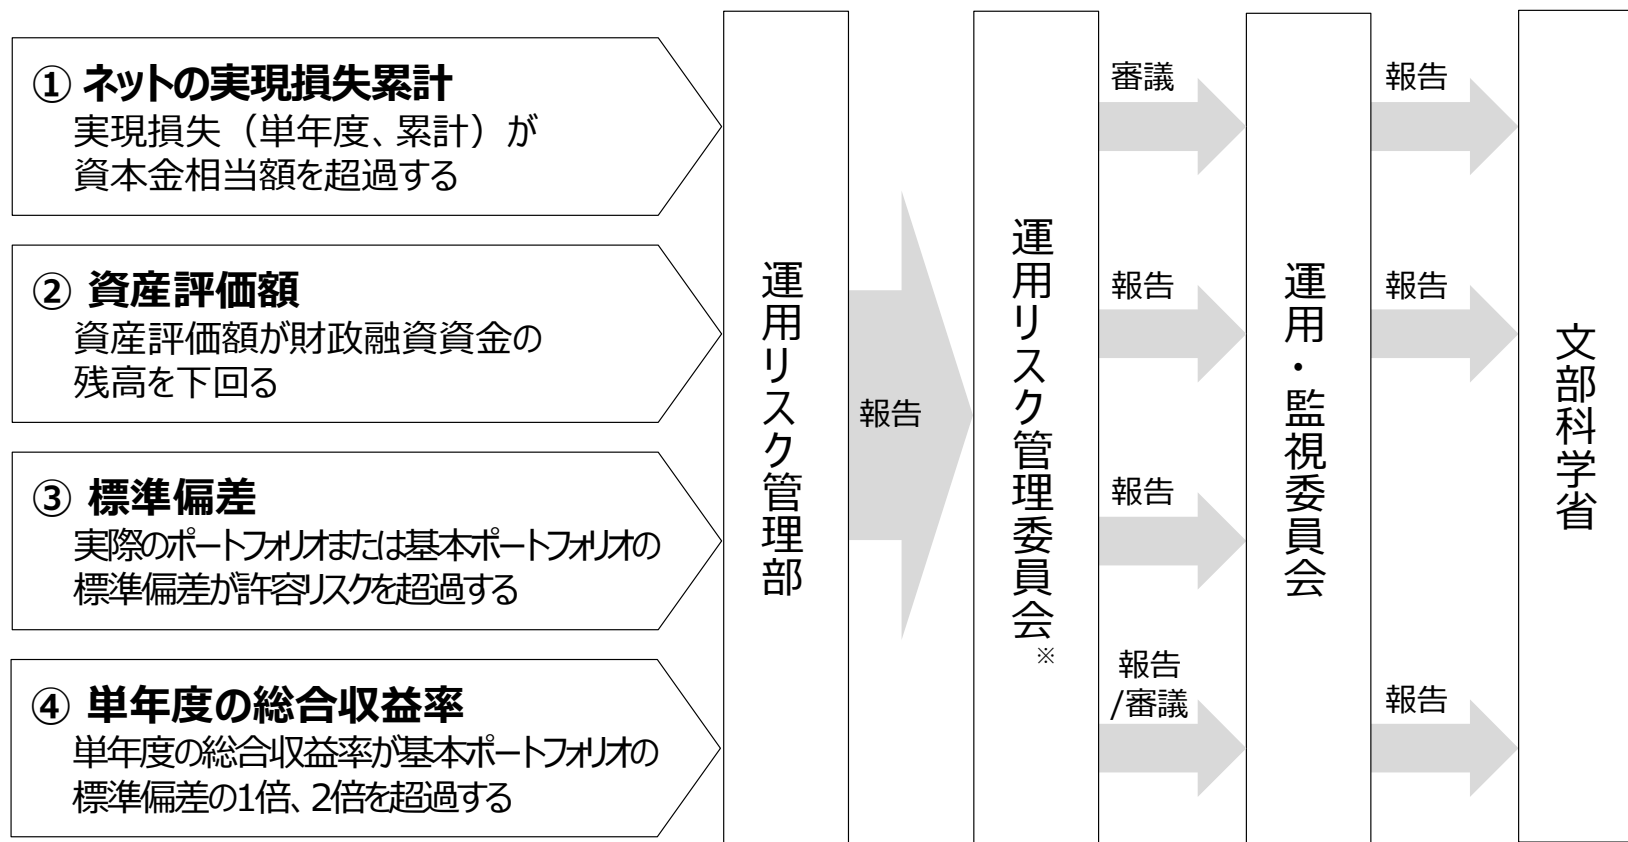 ① ネットの実現損失累計
実現損失（単年度、累計）が
資本金相当額を超過する
② 資産評価額
資産評価額が財政融資資金の
残高を下回る
③ 標準偏差
実際のポートフォリオまたは基本ポートフォリオの
標準偏差が許容リスクを超過する
④ 単年度の総合収益率
単年度の総合収益率が基本ポートフォリオの
標準偏差の1倍、2倍を超過する
運用リスク管理部
報告
運用リスク管理委員会※
審議
報告
報告
報告
/審議
運用・監視委員会
報告
報告
報告
文部科学省